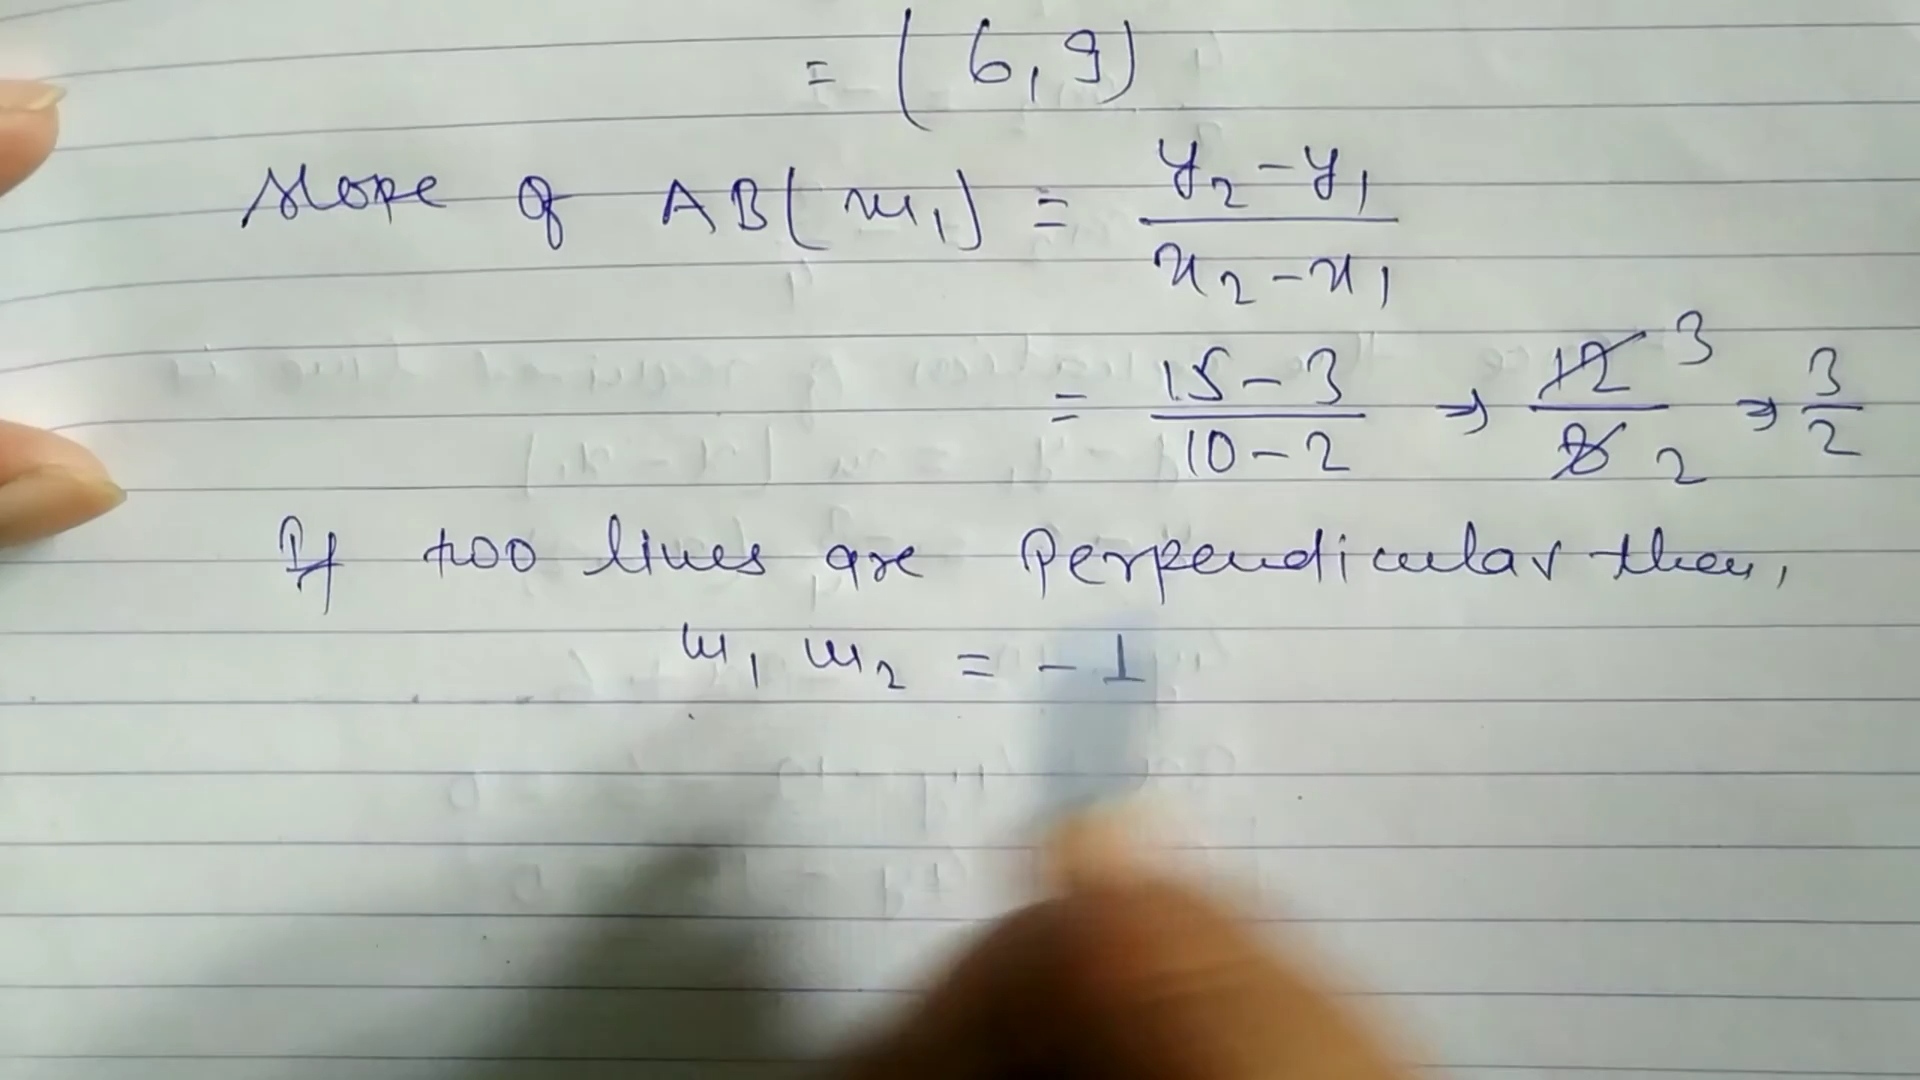 = (6, 9)
Slope of AB(m₁) = y₂ - y₁ / x₂ - x₁
= 15 - 3 / 10 - 2 ⇒ 12 3 / 8 2 ⇒ 3/2
If two lines are Perpendicular then,
m₁ m₂ = -1